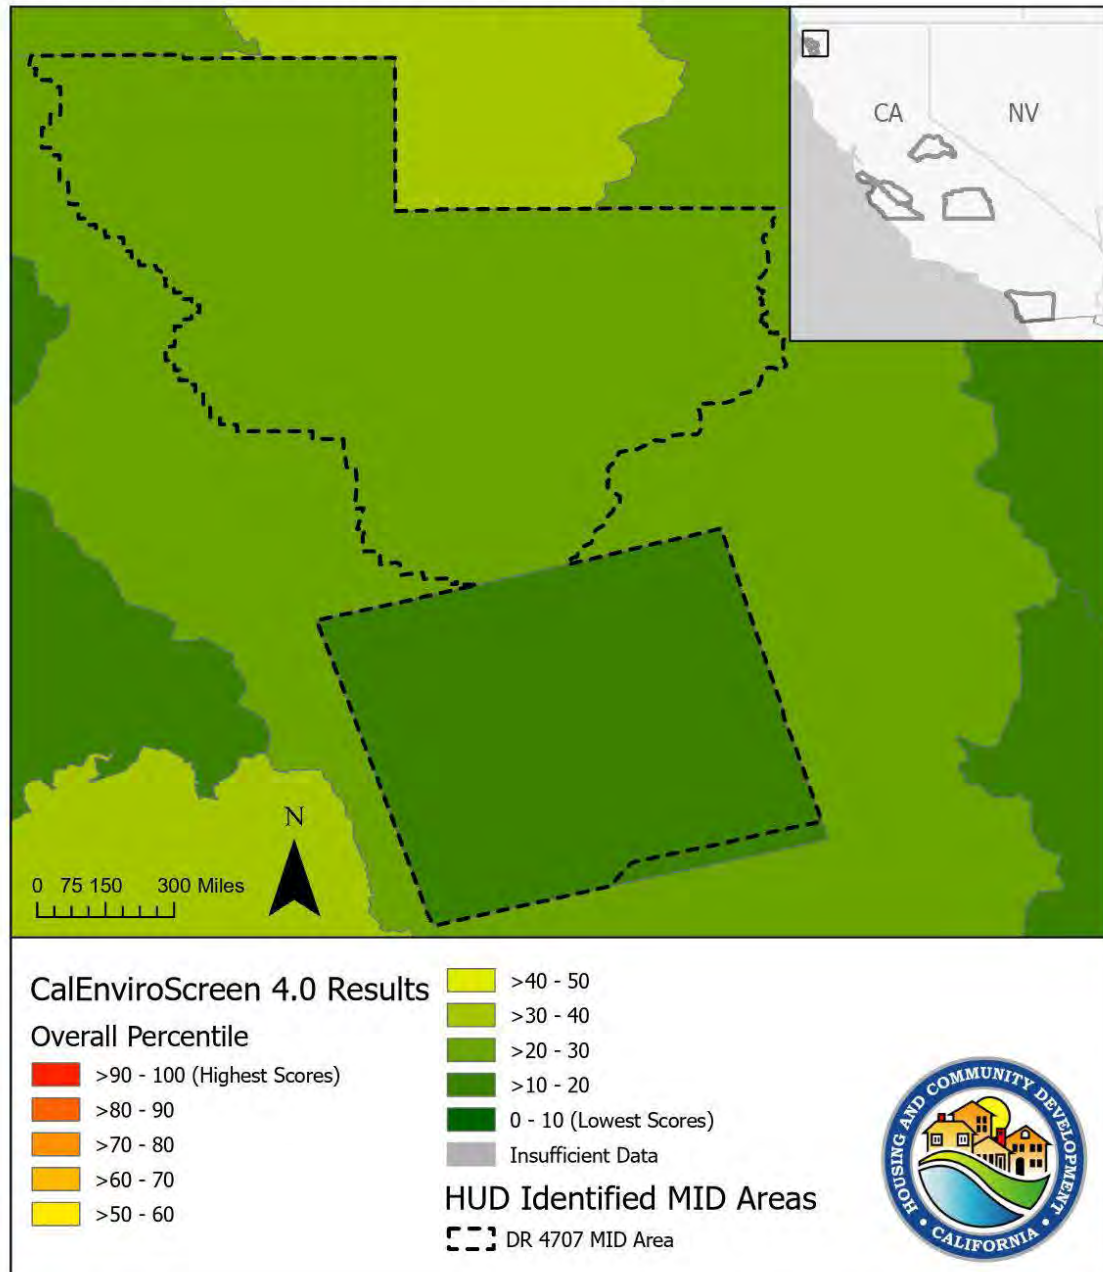 CA
NV
N
0 75 150 300 Miles
CalEnviroScreen 4.0 Results
Overall Percentile
>90 - 100 (Highest Scores)
>80 - 90
>70 - 80
>60 - 70
>50 - 60
>40 - 50
>30 - 40
>20 - 30
>10 - 20
0 - 10 (Lowest Scores)
Insufficient Data
HUD Identified MID Areas
DR 4707 MID Area
HOUSING AND COMMUNITY DEVELOPMENT
• CALIFORNIA •